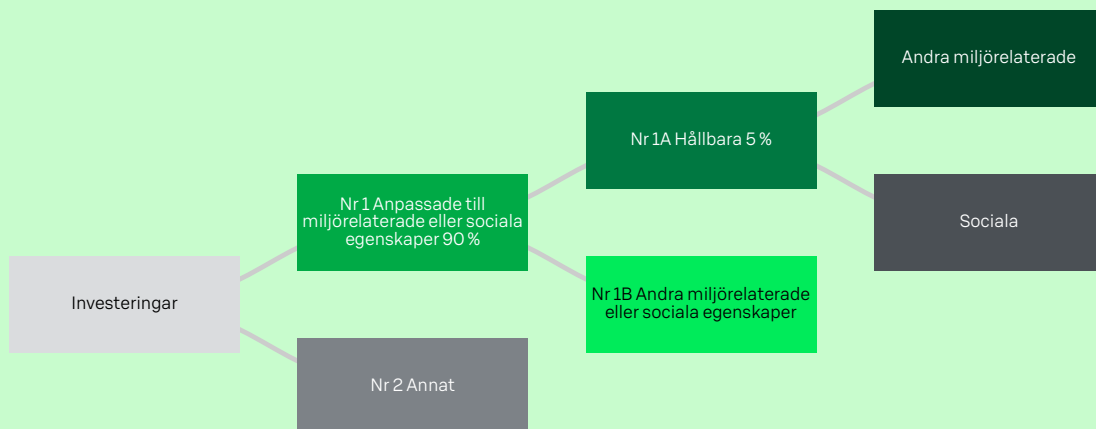 Andra miljörelaterade
Nr 1A Hållbara 5 %
Nr 1 Anpassade till
miljörelaterade eller sociala
egenskaper 90 %
Sociala
Investeringar
Nr 1B Andra miljörelaterade
eller sociala egenskaper
Nr 2 Annat